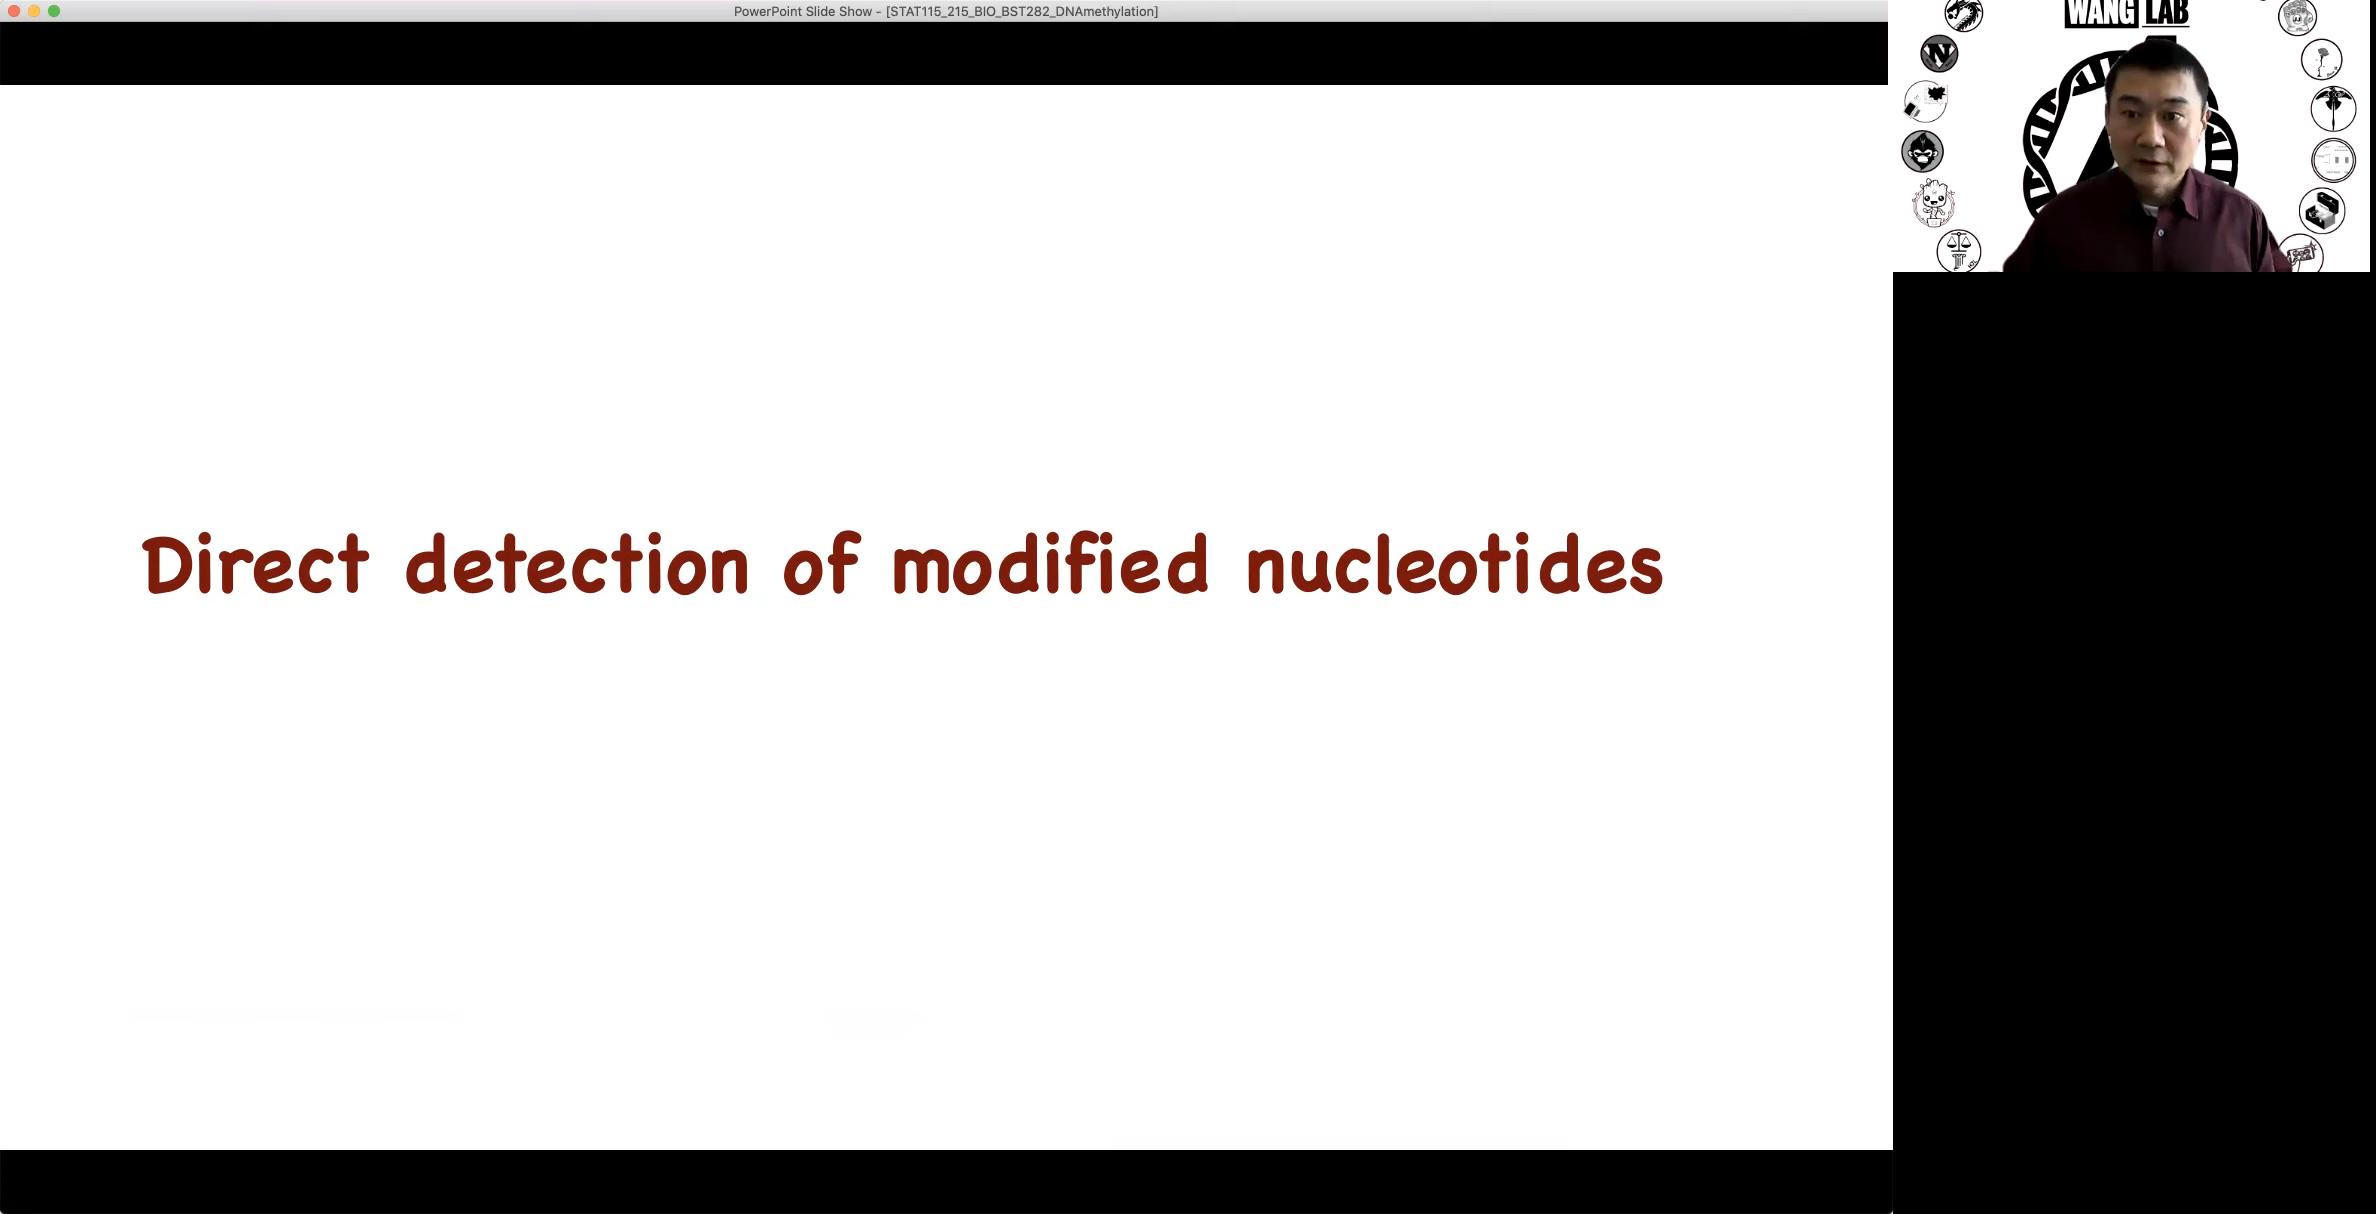 PowerPoint Slide Show - [STAT115_215_BIO_BST282_DNAmethylation]
WANG LAB
N
Direct detection of modified nucleotides